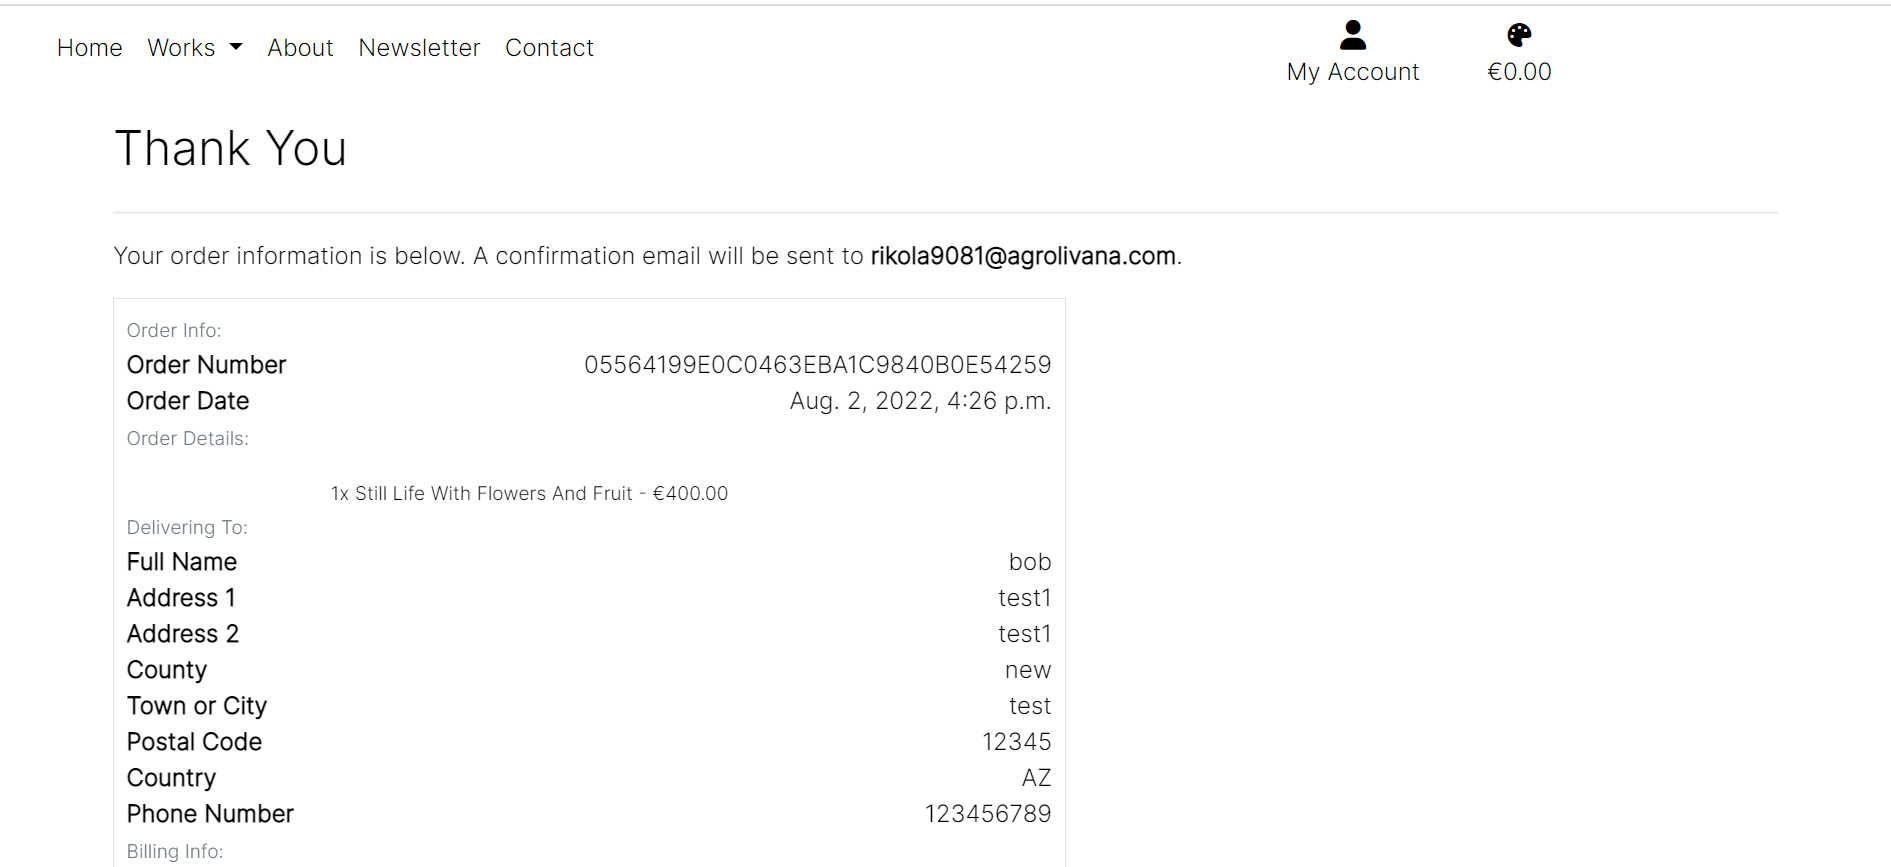 Home Works About Newsletter Contact My Account €0.00
Thank You
Your order information is below. A confirmation email will be sent to rikola9081@agrolivana.com.
Order Info:
Order Number 05564199E0C0463EBA1C9840B0E54259
Order Date Aug. 2, 2022, 4:26 p.m.
Order Details:
1x Still Life With Flowers And Fruit - €400.00
Delivering To:
Full Name bob
Address 1 test1
Address 2 test1
County new
Town or City test
Postal Code 12345
Country AZ
Phone Number 123456789
Billing Info: